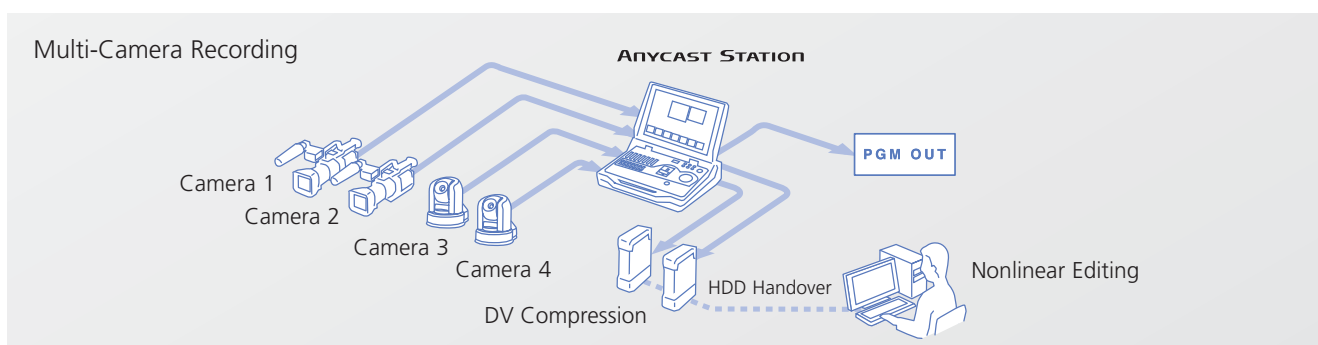 Multi-Camera Recording
ANYCAST STATION
PGM OUT
Camera 1
Camera 2
Camera 3
Camera 4
Nonlinear Editing
HDD Handover
DV Compression